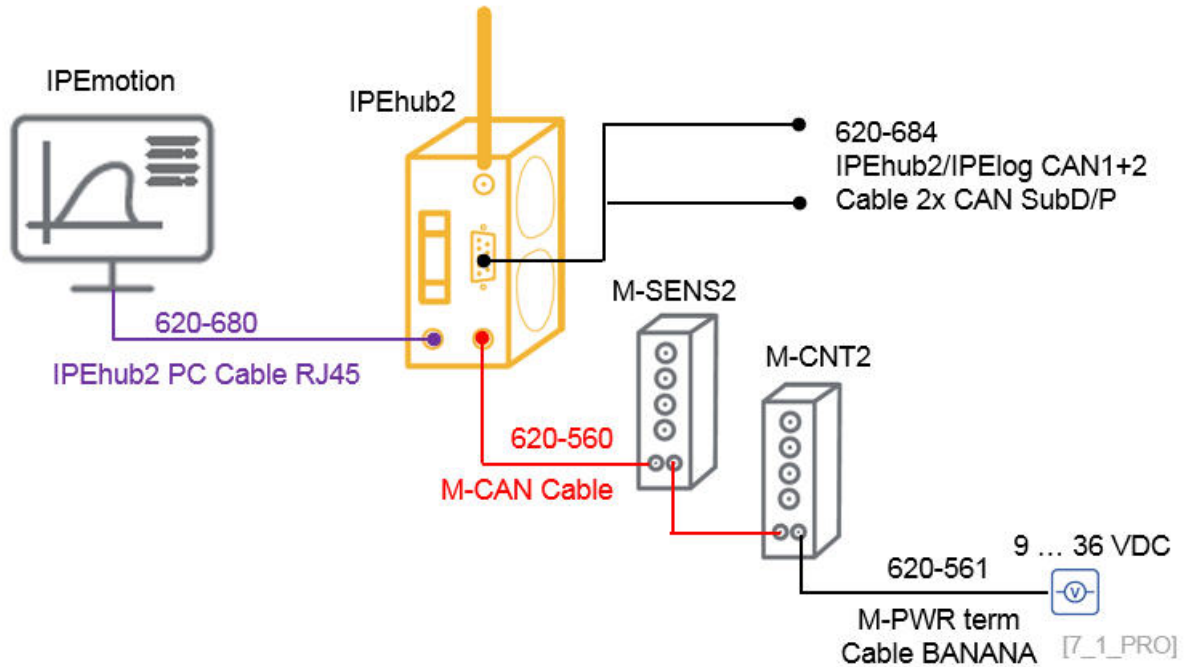 IPEmotion
IPEhub2
620-684
IPEhub2/IPElog CAN1+2
Cable 2x CAN SubD/P
M-SENS2
620-680
M-CNT2
IPEhub2 PC Cable RJ45
620-560
M-CAN Cable
9 ... 36 VDC
620-561
V
M-PWR term
Cable BANANA
[7_1_PRO]